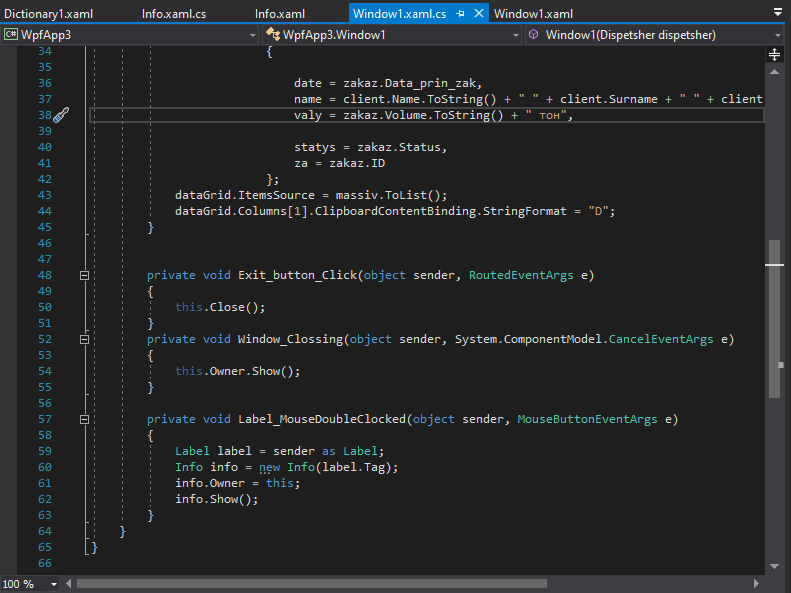 Dictionary1.xaml Info.xaml.cs Info.xaml Window1.xaml.cs Window1.xaml
C# WpfApp3 WpfApp3.Window1 Window1(Dispetsher dispetsher)
34 {
35
36 date = zakaz.Data_prin_zak,
37 name = client.Name.ToString() + " " + client.Surname + " " + client
38 valy = zakaz.Volume.ToString() + " тон",
39
40 statys = zakaz.Status,
41 za = zakaz.ID
42 };
43 dataGrid.ItemsSource = massiv.ToList();
44 dataGrid.Columns[1].ClipboardContentBinding.StringFormat = "D";
45 }
46
47
48 private void Exit_button_Click(object sender, RoutedEventArgs e)
49 {
50 this.Close();
51 }
52 private void Window_Clossing(object sender, System.ComponentModel.CancelEventArgs e)
53 {
54 this.Owner.Show();
55 }
56
57 private void Label_MouseDoubleClocked(object sender, MouseButtonEventArgs e)
58 {
59 Label label = sender as Label;
60 Info info = new Info(label.Tag);
61 info.Owner = this;
62 info.Show();
63 }
64 }
65 }
66
100 %